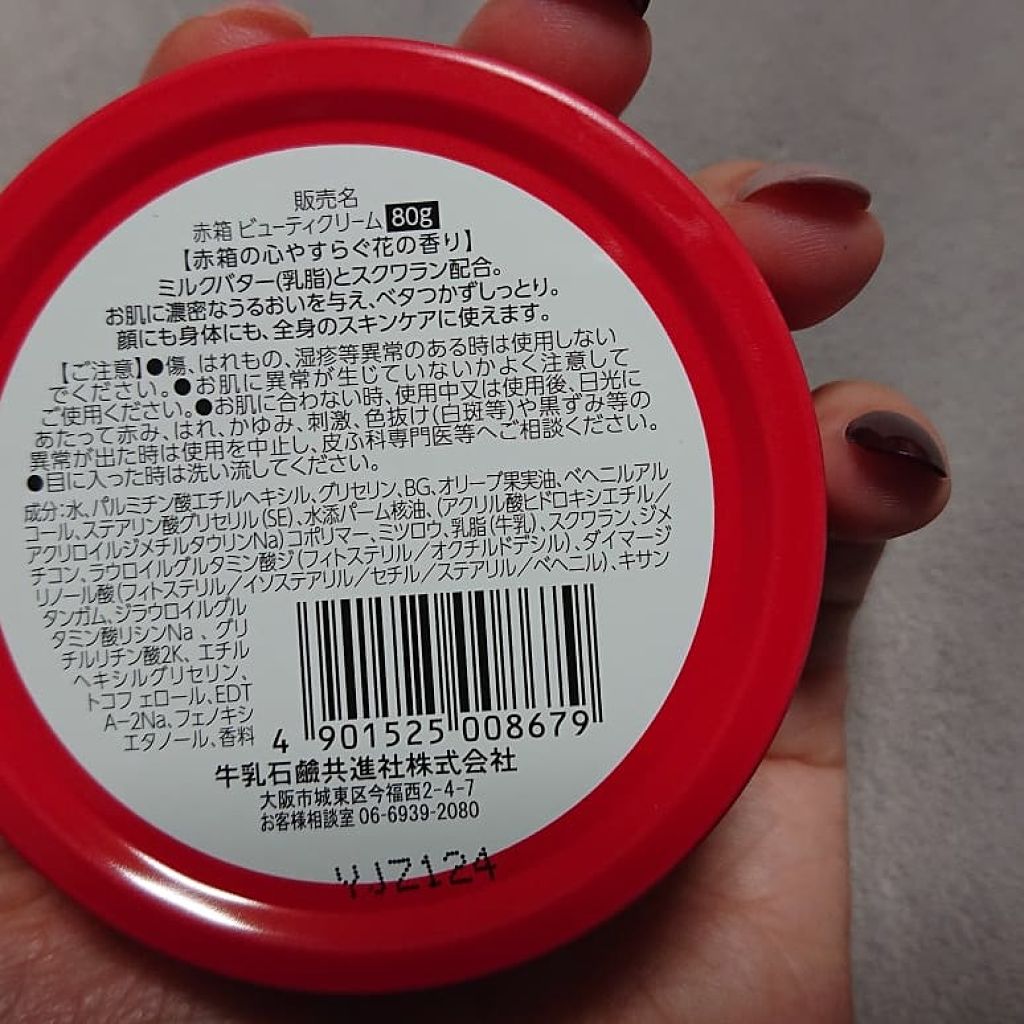 販売名
赤箱 ビューティクリーム 80g
【赤箱の心やすらぐ花の香り】
ミルクバター(乳脂)とスクワラン配合。
お肌に濃密なうるおいを与え、ベタつかずしっとり。
顔にも身体にも、全身のスキンケアに使えます。
【ご注意】●傷、はれもの、湿疹等異常のある時は使用しない
でください。●お肌に異常が生じていないかよく注意して
ご使用ください。●お肌に合わない時、使用中又は使用後、日光に
あたって赤み、はれ、かゆみ、刺激、色抜け(白斑等)や黒ずみ等の
異常が出た時は使用を中止し、皮ふ科専門医等へご相談ください。
●目に入った時は洗い流してください。
成分:水、パルミチン酸エチルヘキシル、グリセリン、BG、オリーブ果実油、ベヘニルアル
コール、ステアリン酸グリセリル(SE)、水添パーム核油、(アクリル酸ヒドロキシエチル/
アクリロイルジメチルタウリンNa)コポリマー、ミツロウ、乳脂(牛乳)、スクワラン、ジメ
チコン、ラウロイルグルタミン酸ジ(フィトステリル/オクチルドデシル)、ダイマージ
リノール酸(フィトステリル/イソステアリル/セチル/ステアリル/ベヘニル)、キサン
タンガム、ジラウロイルグル
タミン酸リシンNa、グリ
チルリチン酸2K、エチル
ヘキシルグリセリン、
トコフェロール、EDT
A-2Na、フェノキシ
エタノール、香料
4 901525 008679
牛乳石鹼共進社株式会社
大阪市城東区今福西2-4-7
お客様相談室 06-6939-2080
YJZ124